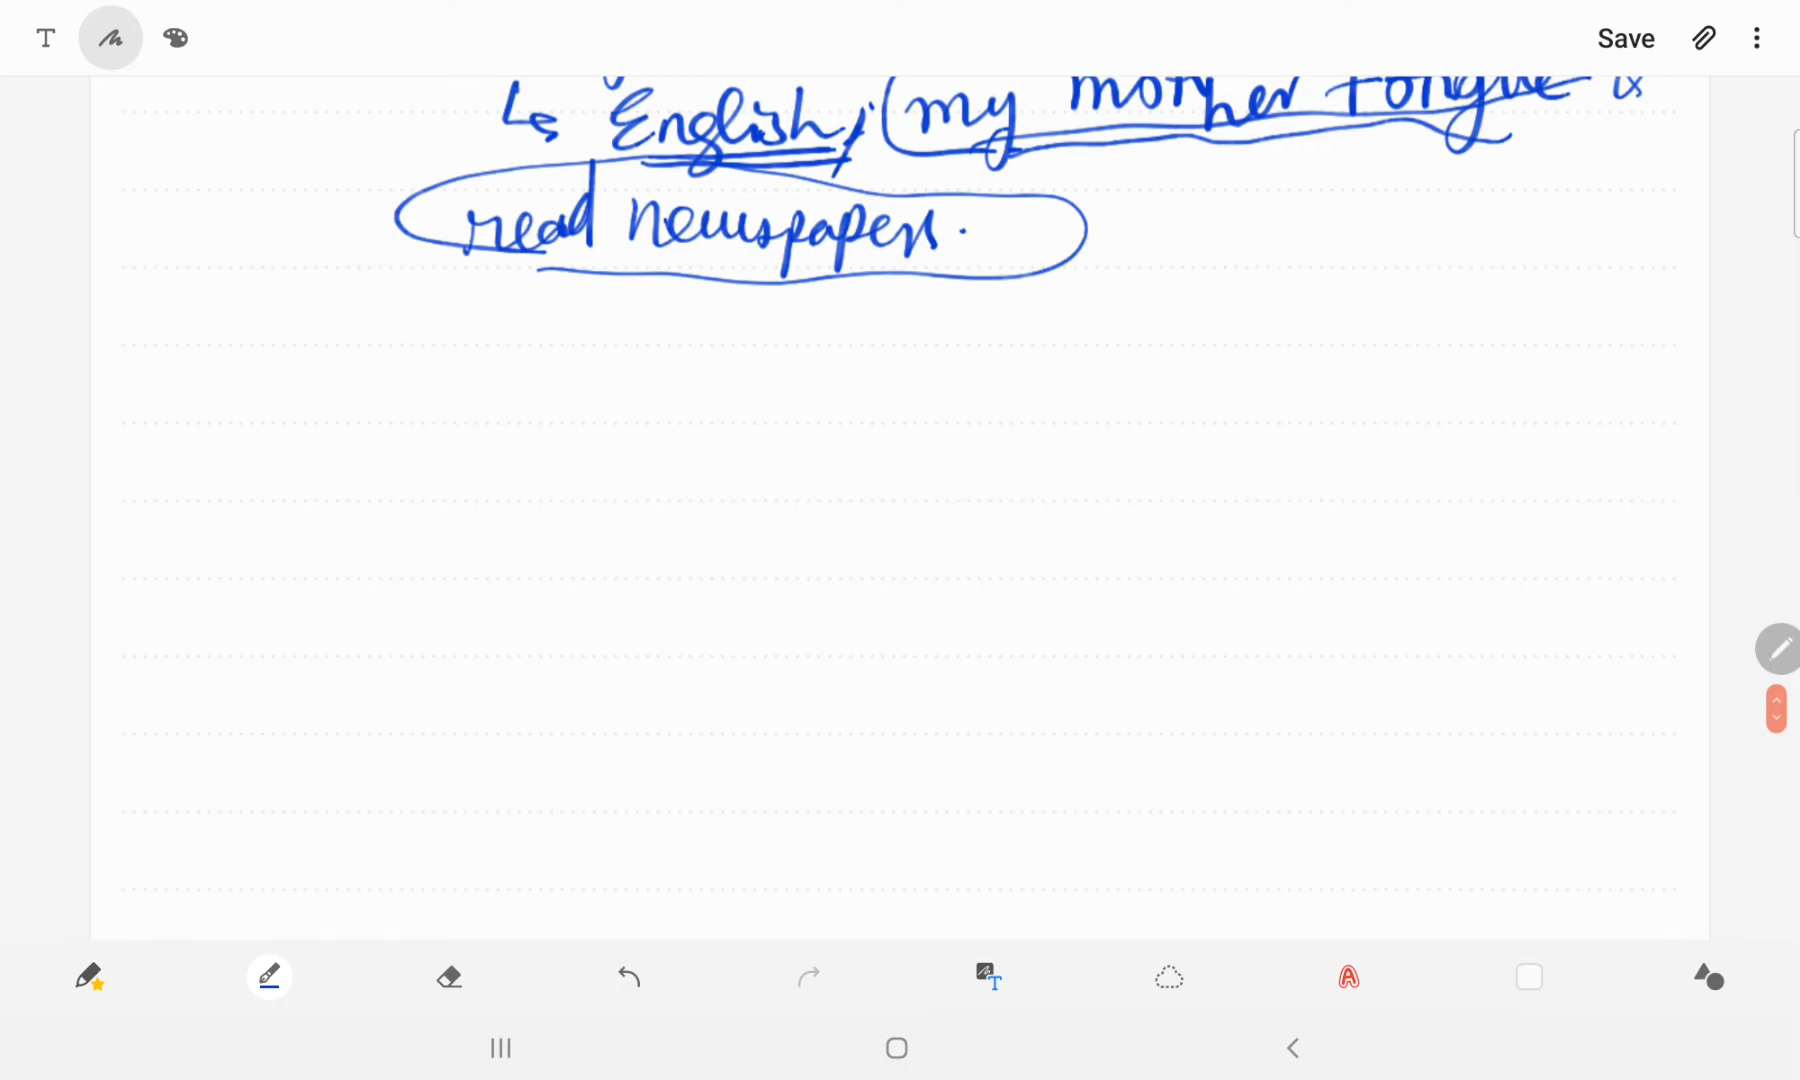 Save
↳ English, (my mother tongue is
read newspapers.